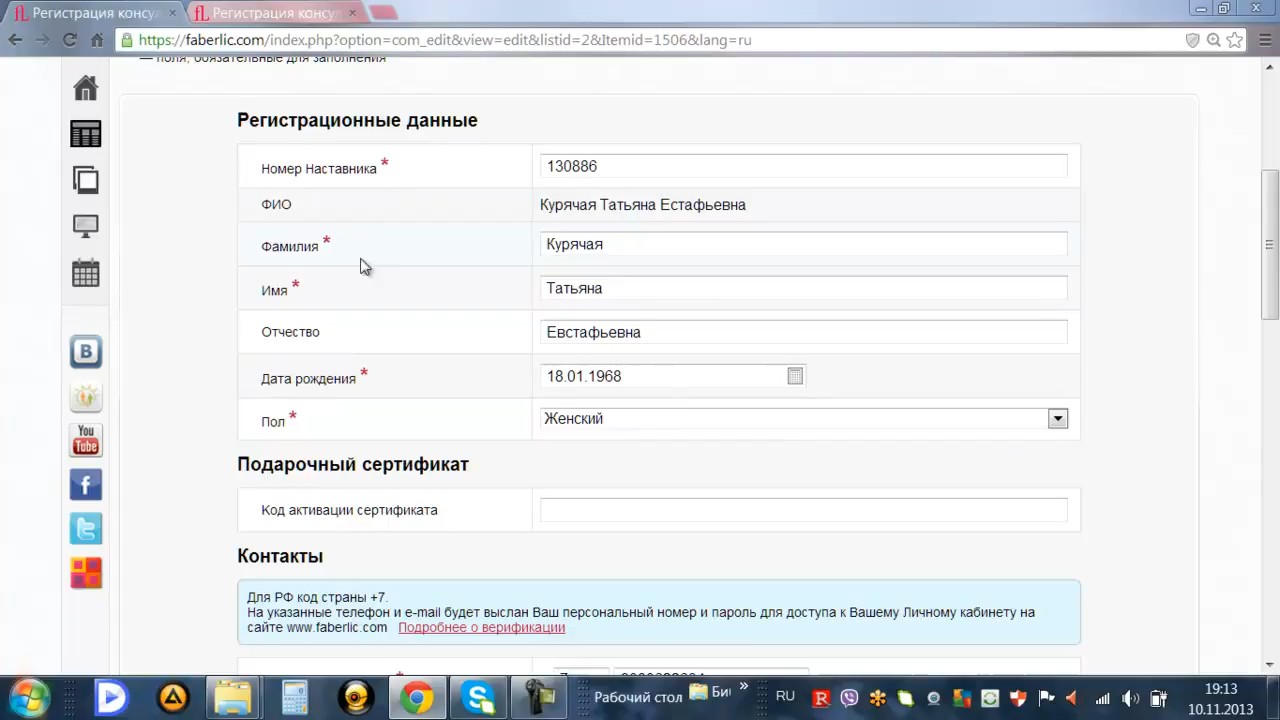 Регистрация консу
Регистрация консул
https://faberlic.com/index.php?option=com_edit&view=edit&listid=2&Itemid=1506&lang=ru
— поля, обязательные для заполнения
Регистрационные данные
Номер Наставника *
130886
ФИО
Курячая Татьяна Естафьевна
Фамилия *
Курячая
Имя *
Татьяна
Отчество
Евстафьевна
Дата рождения *
18.01.1968
Пол *
Женский
Подарочный сертификат
Код активации сертификата
Контакты
Для РФ код страны +7.
На указанные телефон и e-mail будет выслан Ваш персональный номер и пароль для доступа к Вашему Личному кабинету на
сайте www.faberlic.com Подробнее о верификации
B
You
Tube
f
t
Рабочий стол
Би
»
RU
19:13
10.11.2013